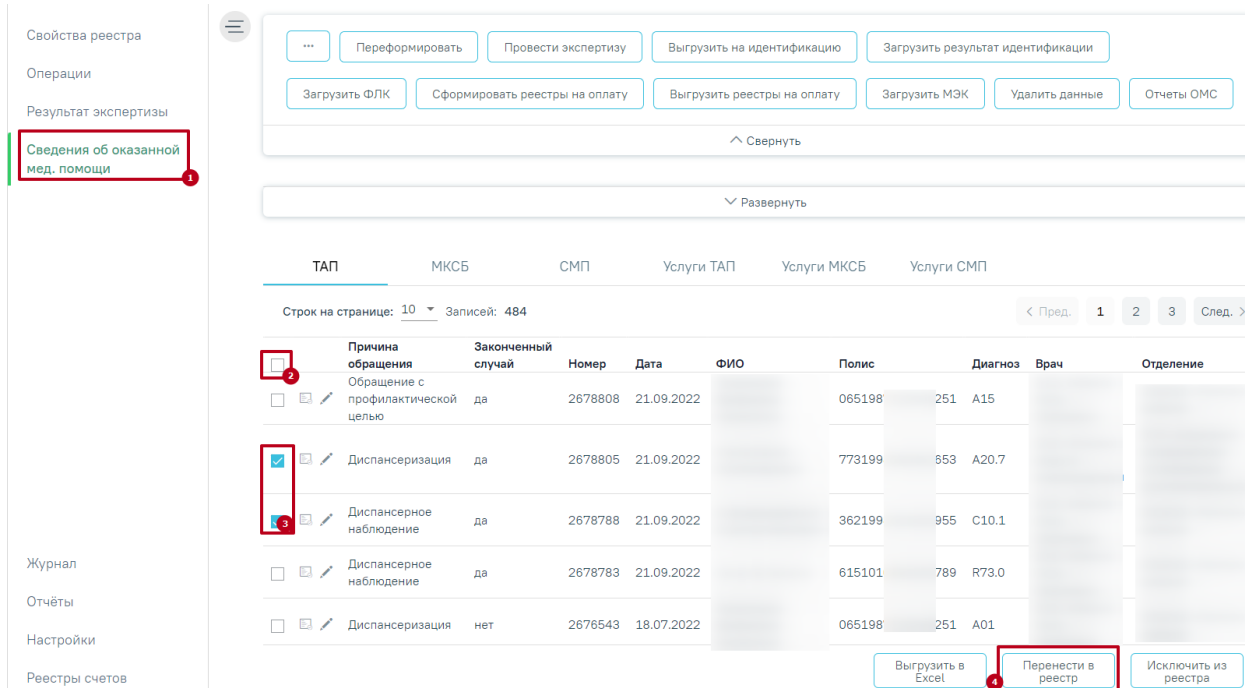 Свойства реестра
Операции
Результат экспертизы
Сведения об оказанной
мед. помощи
1
Журнал
Отчёты
Настройки
Реестры счетов
... Переформировать Провести экспертизу Выгрузить на идентификацию Загрузить результат идентификации
Загрузить ФЛК Сформировать реестры на оплату Выгрузить реестры на оплату Загрузить МЭК Удалить данные Отчеты ОМС
Свернуть
Развернуть
ТАП МКСБ СМП Услуги ТАП Услуги МКСБ Услуги СМП
Строк на странице: 10 Записей: 484 < Пред. 1 2 3 След. >
Причина Законченный
обращения случай Номер Дата ФИО Полис Диагноз Врач Отделение
2
Обращение с
профилактической да 2678808 21.09.2022 065198 251 A15
целью
Диспансеризация да 2678805 21.09.2022 773199 653 A20.7
Диспансерное
наблюдение да 2678788 21.09.2022 362199 955 C10.1
3
Диспансерное
наблюдение да 2678783 21.09.2022 615101 789 R73.0
Диспансеризация нет 2676543 18.07.2022 065198 251 A01
Выгрузить в
Excel
4
Перенести в
реестр
Исключить из
реестра